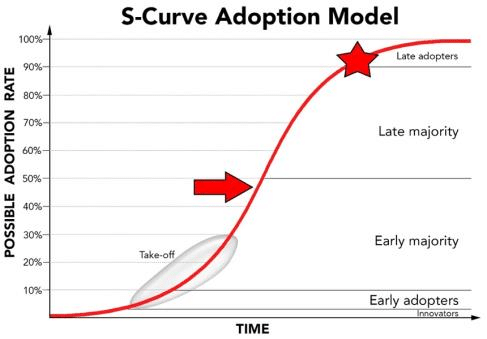 S-Curve Adoption Model
POSSIBLE ADOPTION RATE
100%
90%
80%
70%
60%
50%
40%
30%
20%
10%
Late adopters
Late majority
Early majority
Take-off
Early adopters
Innovators
TIME